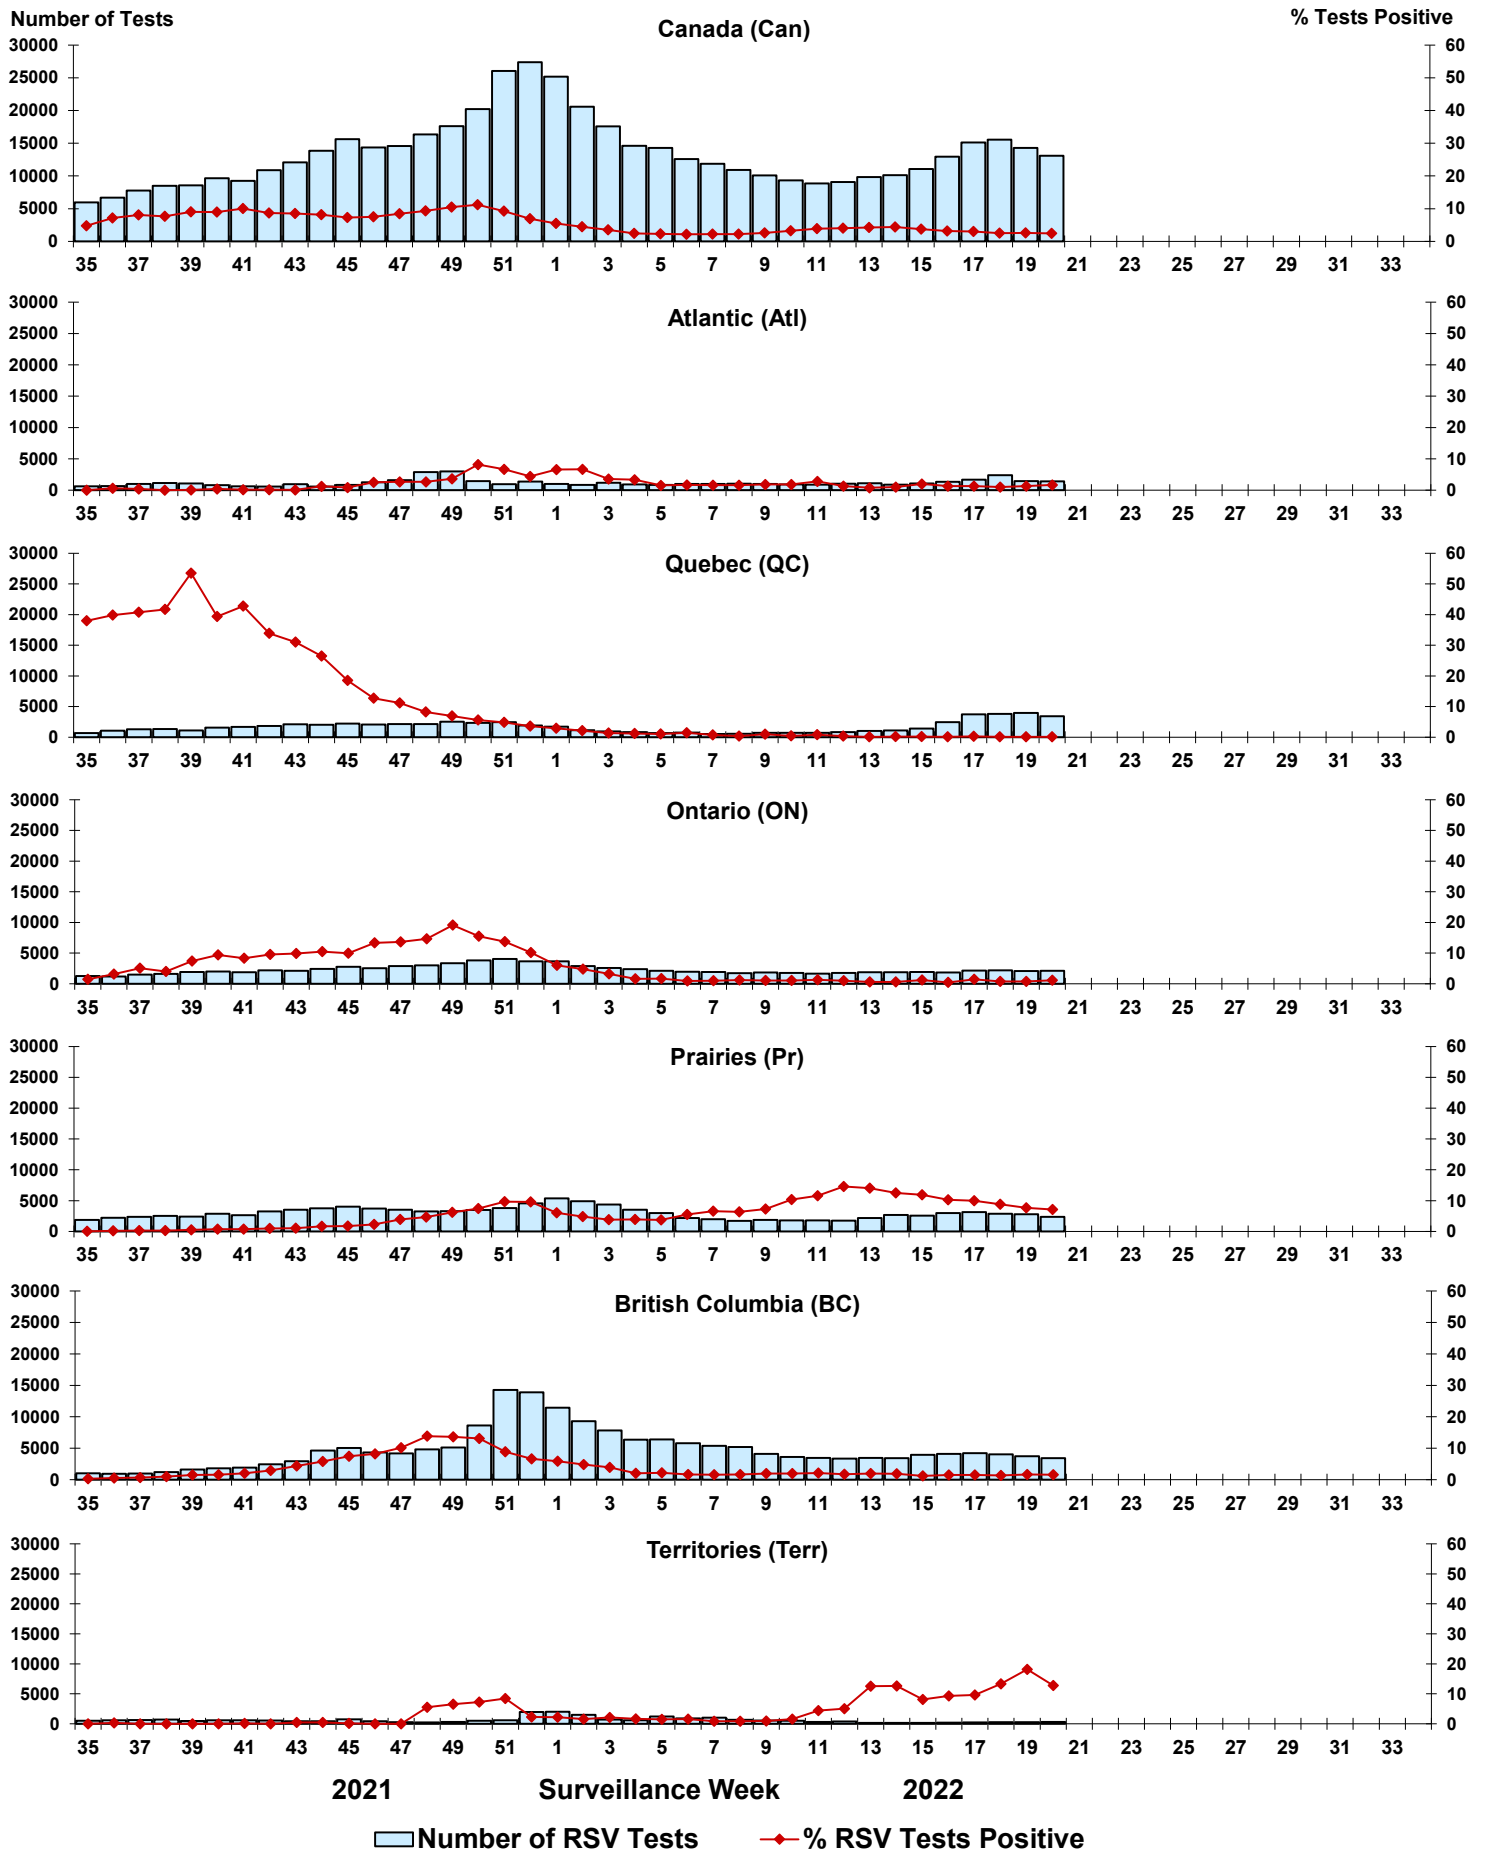 Number of Tests
Canada (Can)
% Tests Positive
30000 60
25000 50
20000 40
15000 30
10000 20
5000 10
0 0
35 37 39 41 43 45 47 49 51 1 3 5 7 9 11 13 15 17 19 21 23 25 27 29 31 33
Atlantic (Atl)
30000 60
25000 50
20000 40
15000 30
10000 20
5000 10
0 0
35 37 39 41 43 45 47 49 51 1 3 5 7 9 11 13 15 17 19 21 23 25 27 29 31 33
Quebec (QC)
30000 60
25000 50
20000 40
15000 30
10000 20
5000 10
0 0
35 37 39 41 43 45 47 49 51 1 3 5 7 9 11 13 15 17 19 21 23 25 27 29 31 33
Ontario (ON)
30000 60
25000 50
20000 40
15000 30
10000 20
5000 10
0 0
35 37 39 41 43 45 47 49 51 1 3 5 7 9 11 13 15 17 19 21 23 25 27 29 31 33
Prairies (Pr)
30000 60
25000 50
20000 40
15000 30
10000 20
5000 10
0 0
35 37 39 41 43 45 47 49 51 1 3 5 7 9 11 13 15 17 19 21 23 25 27 29 31 33
British Columbia (BC)
30000 60
25000 50
20000 40
15000 30
10000 20
5000 10
0 0
35 37 39 41 43 45 47 49 51 1 3 5 7 9 11 13 15 17 19 21 23 25 27 29 31 33
Territories (Terr)
30000 60
25000 50
20000 40
15000 30
10000 20
5000 10
0 0
35 37 39 41 43 45 47 49 51 1 3 5 7 9 11 13 15 17 19 21 23 25 27 29 31 33
2021 Surveillance Week 2022
Number of RSV Tests % RSV Tests Positive